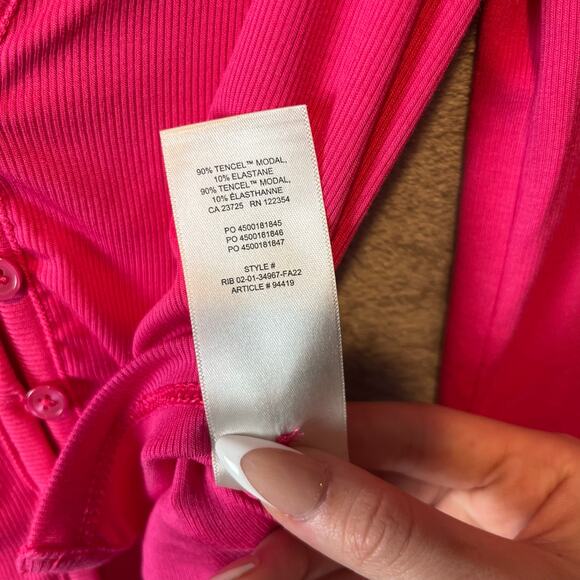 90% TENCEL™ MODAL,
10% ELASTANE
90% TENCEL™ MODAL,
10% ÉLASTHANNE
CA 23725 RN 122354
PO 4500181845
PO 4500181846
PO 4500181847
STYLE #
RIB 02-01-34967-FA22
ARTICLE # 94419